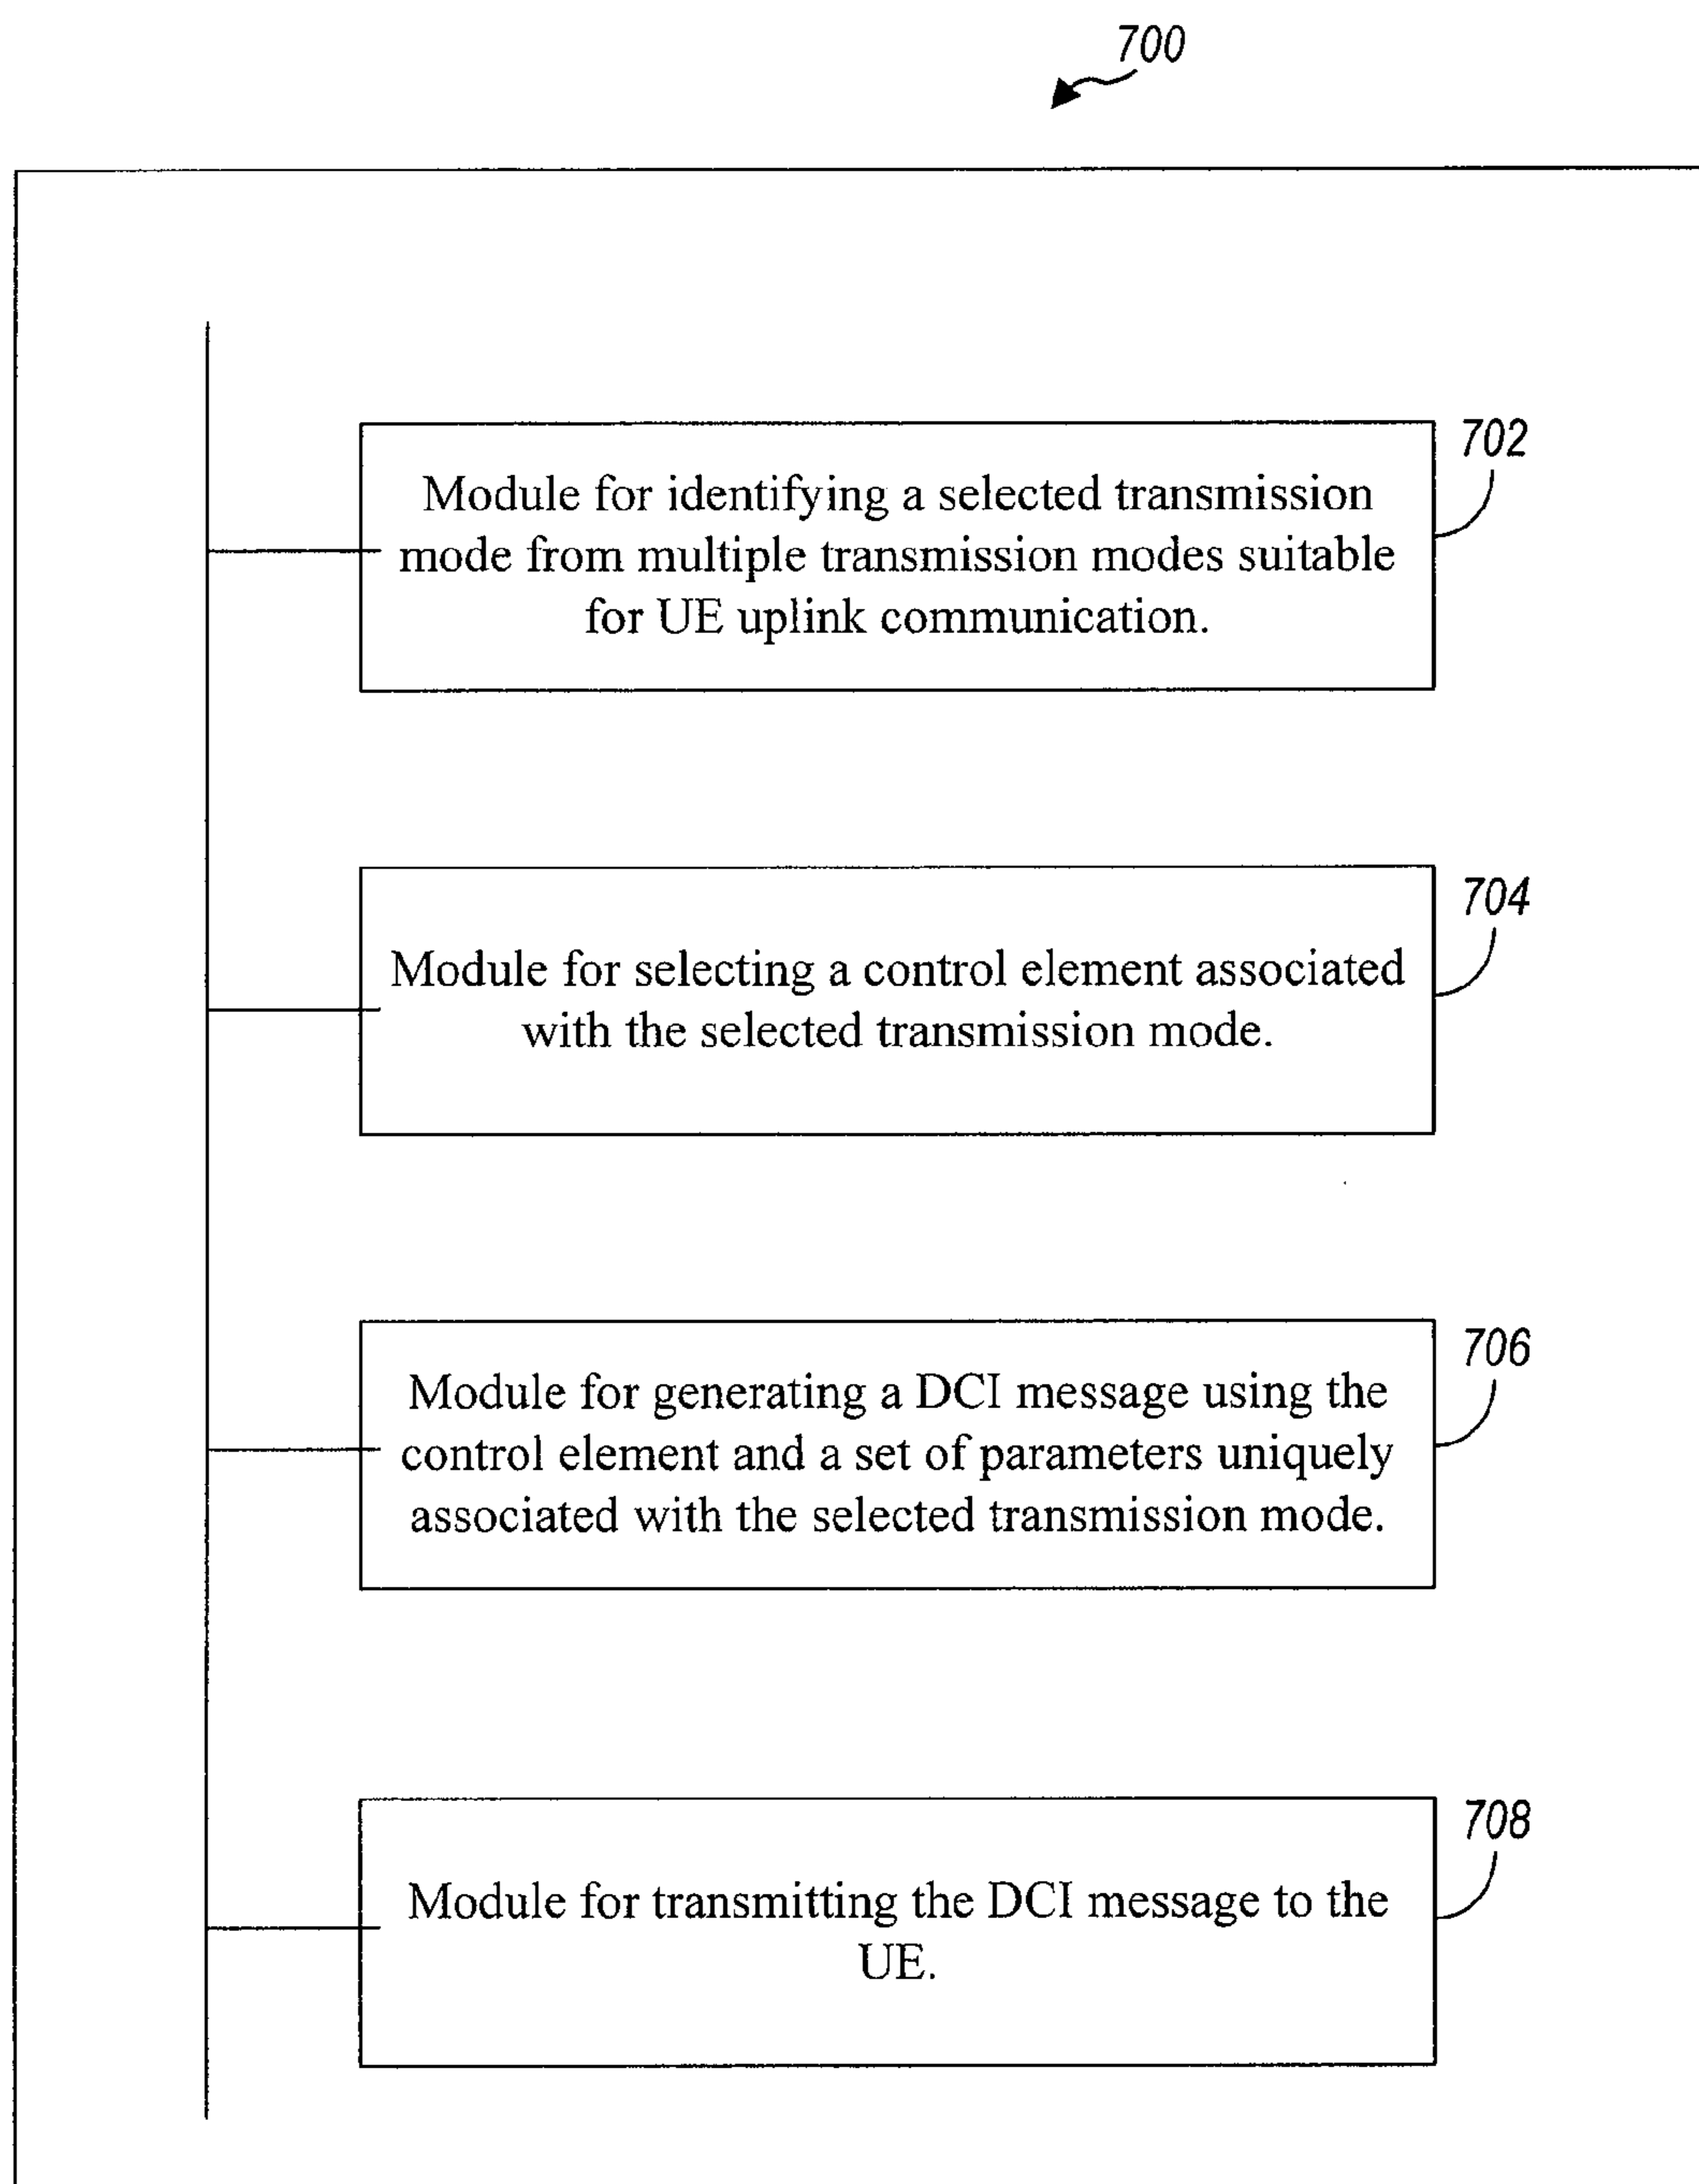 700
702
Module for identifying a selected transmission
mode from multiple transmission modes suitable
for UE uplink communication.
704
Module for selecting a control element associated
with the selected transmission mode.
706
Module for generating a DCI message using the
control element and a set of parameters uniquely
associated with the selected transmission mode.
708
Module for transmitting the DCI message to the
UE.